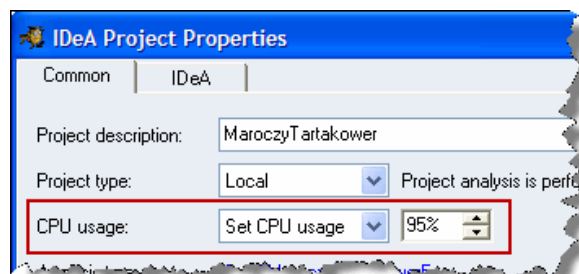 IDeA Project Properties
Common IDeA
Project description: MaroczyTartakower
Project type: Local Project analysis is
CPU usage: Set CPU usage 95%